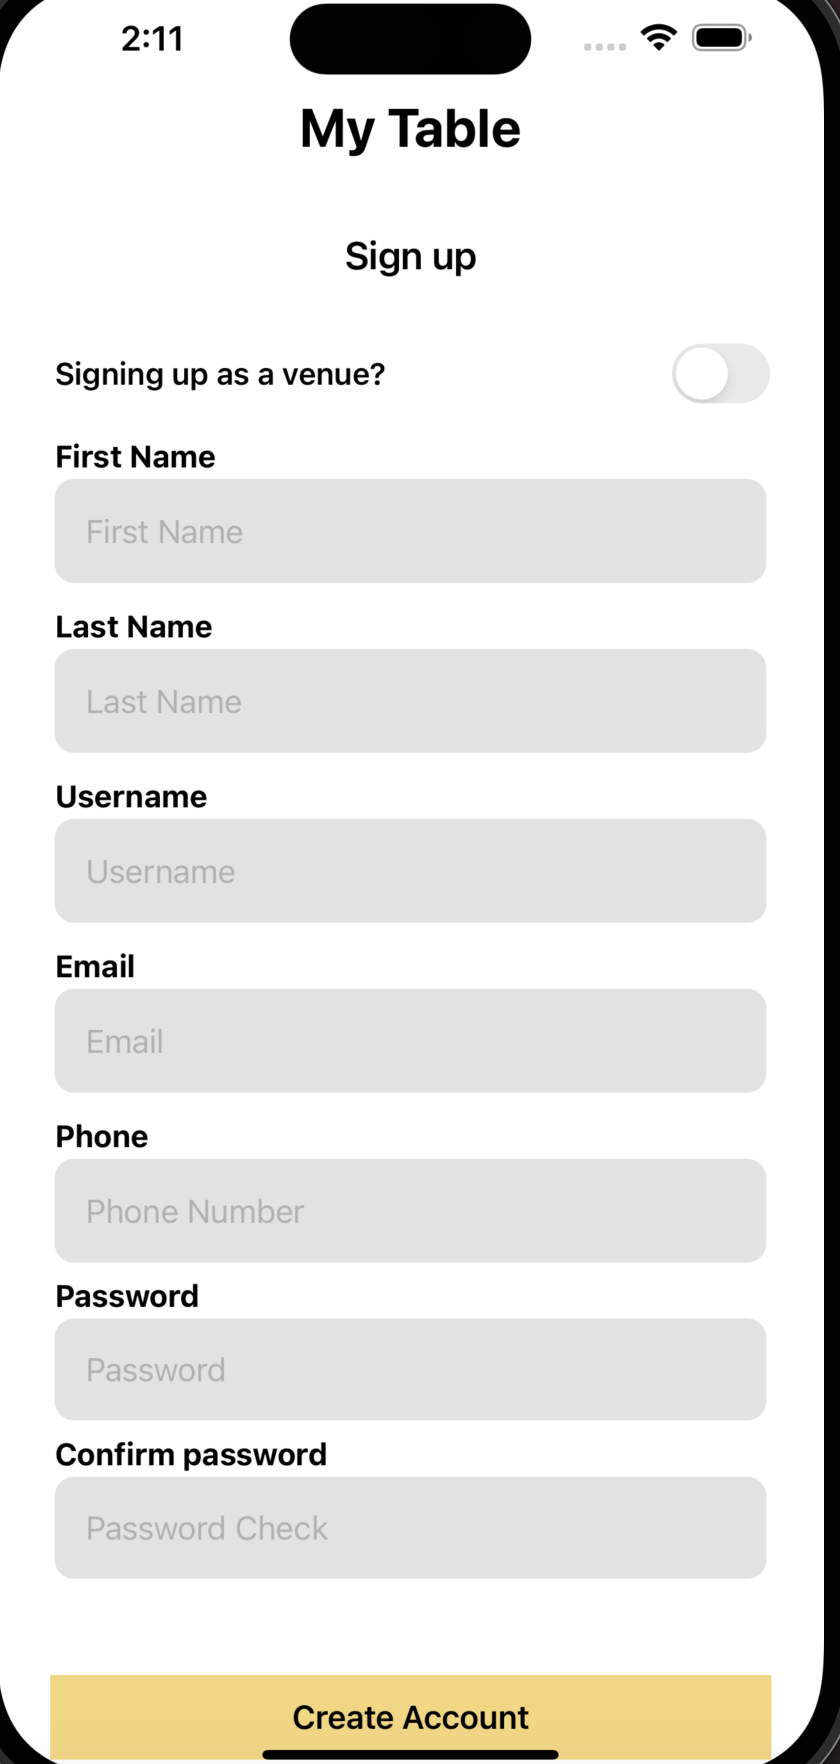 2:11
My Table
Sign up
Signing up as a venue?
First Name
First Name
Last Name
Last Name
Username
Username
Email
Email
Phone
Phone Number
Password
Password
Confirm password
Password Check
Create Account